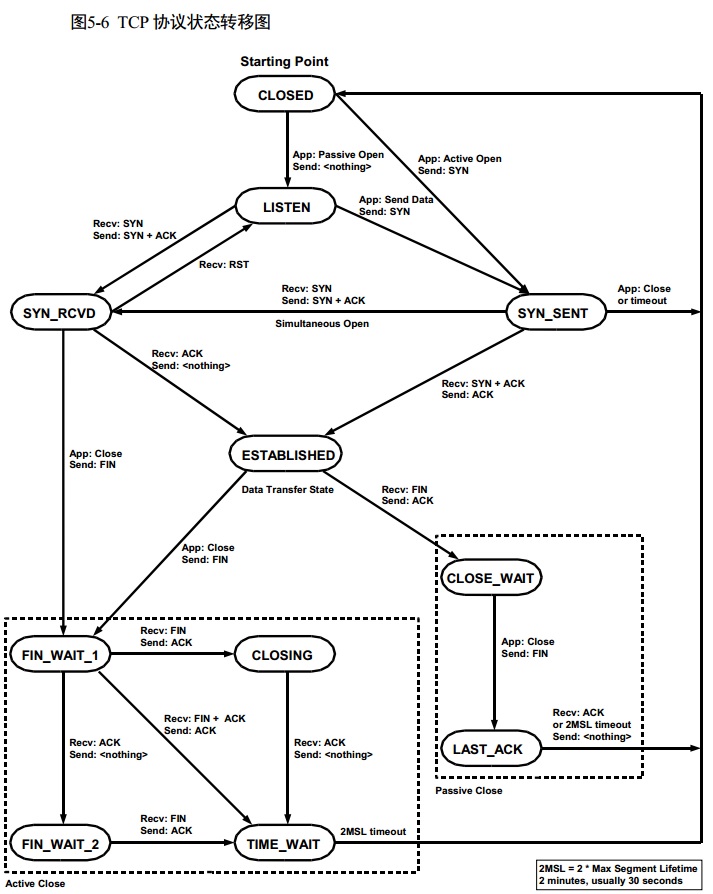 图5-6 TCP 协议状态转移图
Starting Point
CLOSED
App: Passive Open
Send: <nothing>
App: Active Open
Send: SYN
LISTEN
App: Send Data
Send: SYN
Recv: SYN
Send: SYN + ACK
Recv: RST
Recv: SYN
Send: SYN + ACK
Simultaneous Open
App: Close
or timeout
SYN_RCVD
SYN_SENT
Recv: ACK
Send: <nothing>
Recv: SYN + ACK
Send: ACK
App: Close
Send: FIN
ESTABLISHED
Data Transfer State
Recv: FIN
Send: ACK
App: Close
Send: FIN
CLOSE_WAIT
App: Close
Send: FIN
FIN_WAIT_1
Recv: FIN
Send: ACK
CLOSING
Recv: FIN + ACK
Send: ACK
Recv: ACK
Send: <nothing>
Recv: ACK
Send: <nothing>
Recv: ACK
or 2MSL timeout
Send: <nothing>
LAST_ACK
Passive Close
FIN_WAIT_2
Recv: FIN
Send: ACK
TIME_WAIT
2MSL timeout
Active Close
2MSL = 2 * Max Segment Lifetime
2 minutes, usually 30 seconds